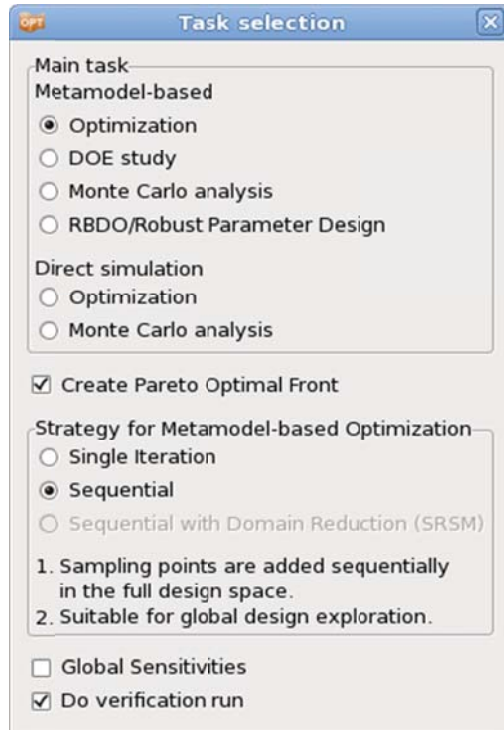 OPT Task selection
Main task
Metamodel-based
Optimization
DOE study
Monte Carlo analysis
RBDO/Robust Parameter Design
Direct simulation
Optimization
Monte Carlo analysis
Create Pareto Optimal Front
Strategy for Metamodel-based Optimization
Single Iteration
Sequential
Sequential with Domain Reduction (SRSM)
1. Sampling points are added sequentially
in the full design space.
2. Suitable for global design exploration.
Global Sensitivities
Do verification run